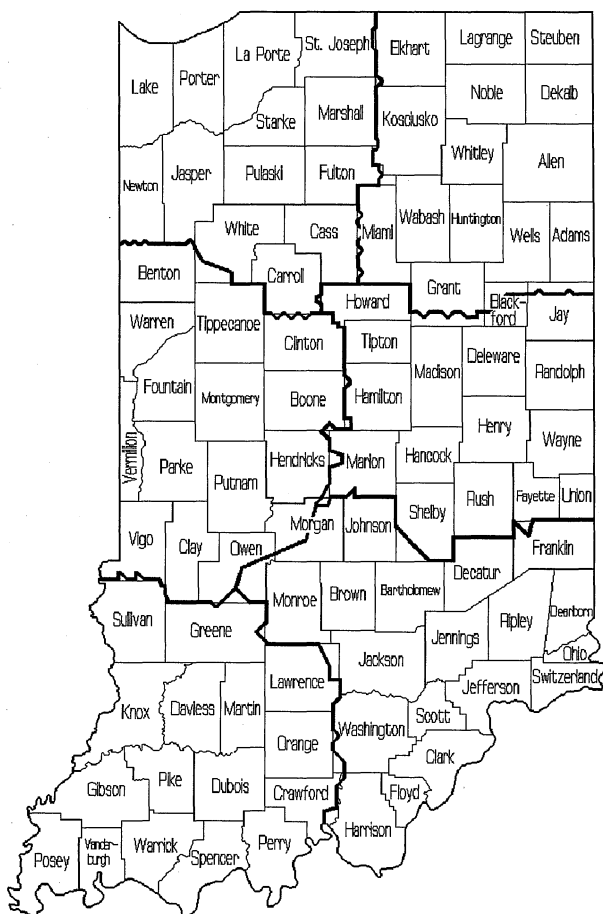 St. Joseph
Lagrange
Steuben
Elkhart
La Porte
Porter
Lake
Noble
Dekalb
Marshall
Kosciusko
Starke
Whitley
Allen
Jasper
Pulaski
Fulton
Newton
Wabash
Huntington
White
Cass
Miami
Wells
Adams
Benton
Carroll
Grant
Howard
Black-
ford
Jay
Warren
Tippecanoe
Clinton
Tipton
Deleware
Madison
Randolph
Fountain
Montgomery
Boone
Hamilton
Henry
Wayne
Vermilion
Parke
Hendricks
Marion
Hancock
Putnam
Rush
Fayette
Union
Shelby
Morgan
Johnson
Vigo
Clay
Owen
Franklin
Decatur
Monroe
Brown
Bartholomew
Dearborn
Sullivan
Greene
Ripley
Jennings
Ohio
Jackson
Switzerland
Lawrence
Jefferson
Knox
Daviess
Martin
Scott
Washington
Orange
Clark
Pike
Dubois
Gibson
Crawford
Floyd
Harrison
Vander-
burgh
Warrick
Perry
Posey
Spencer